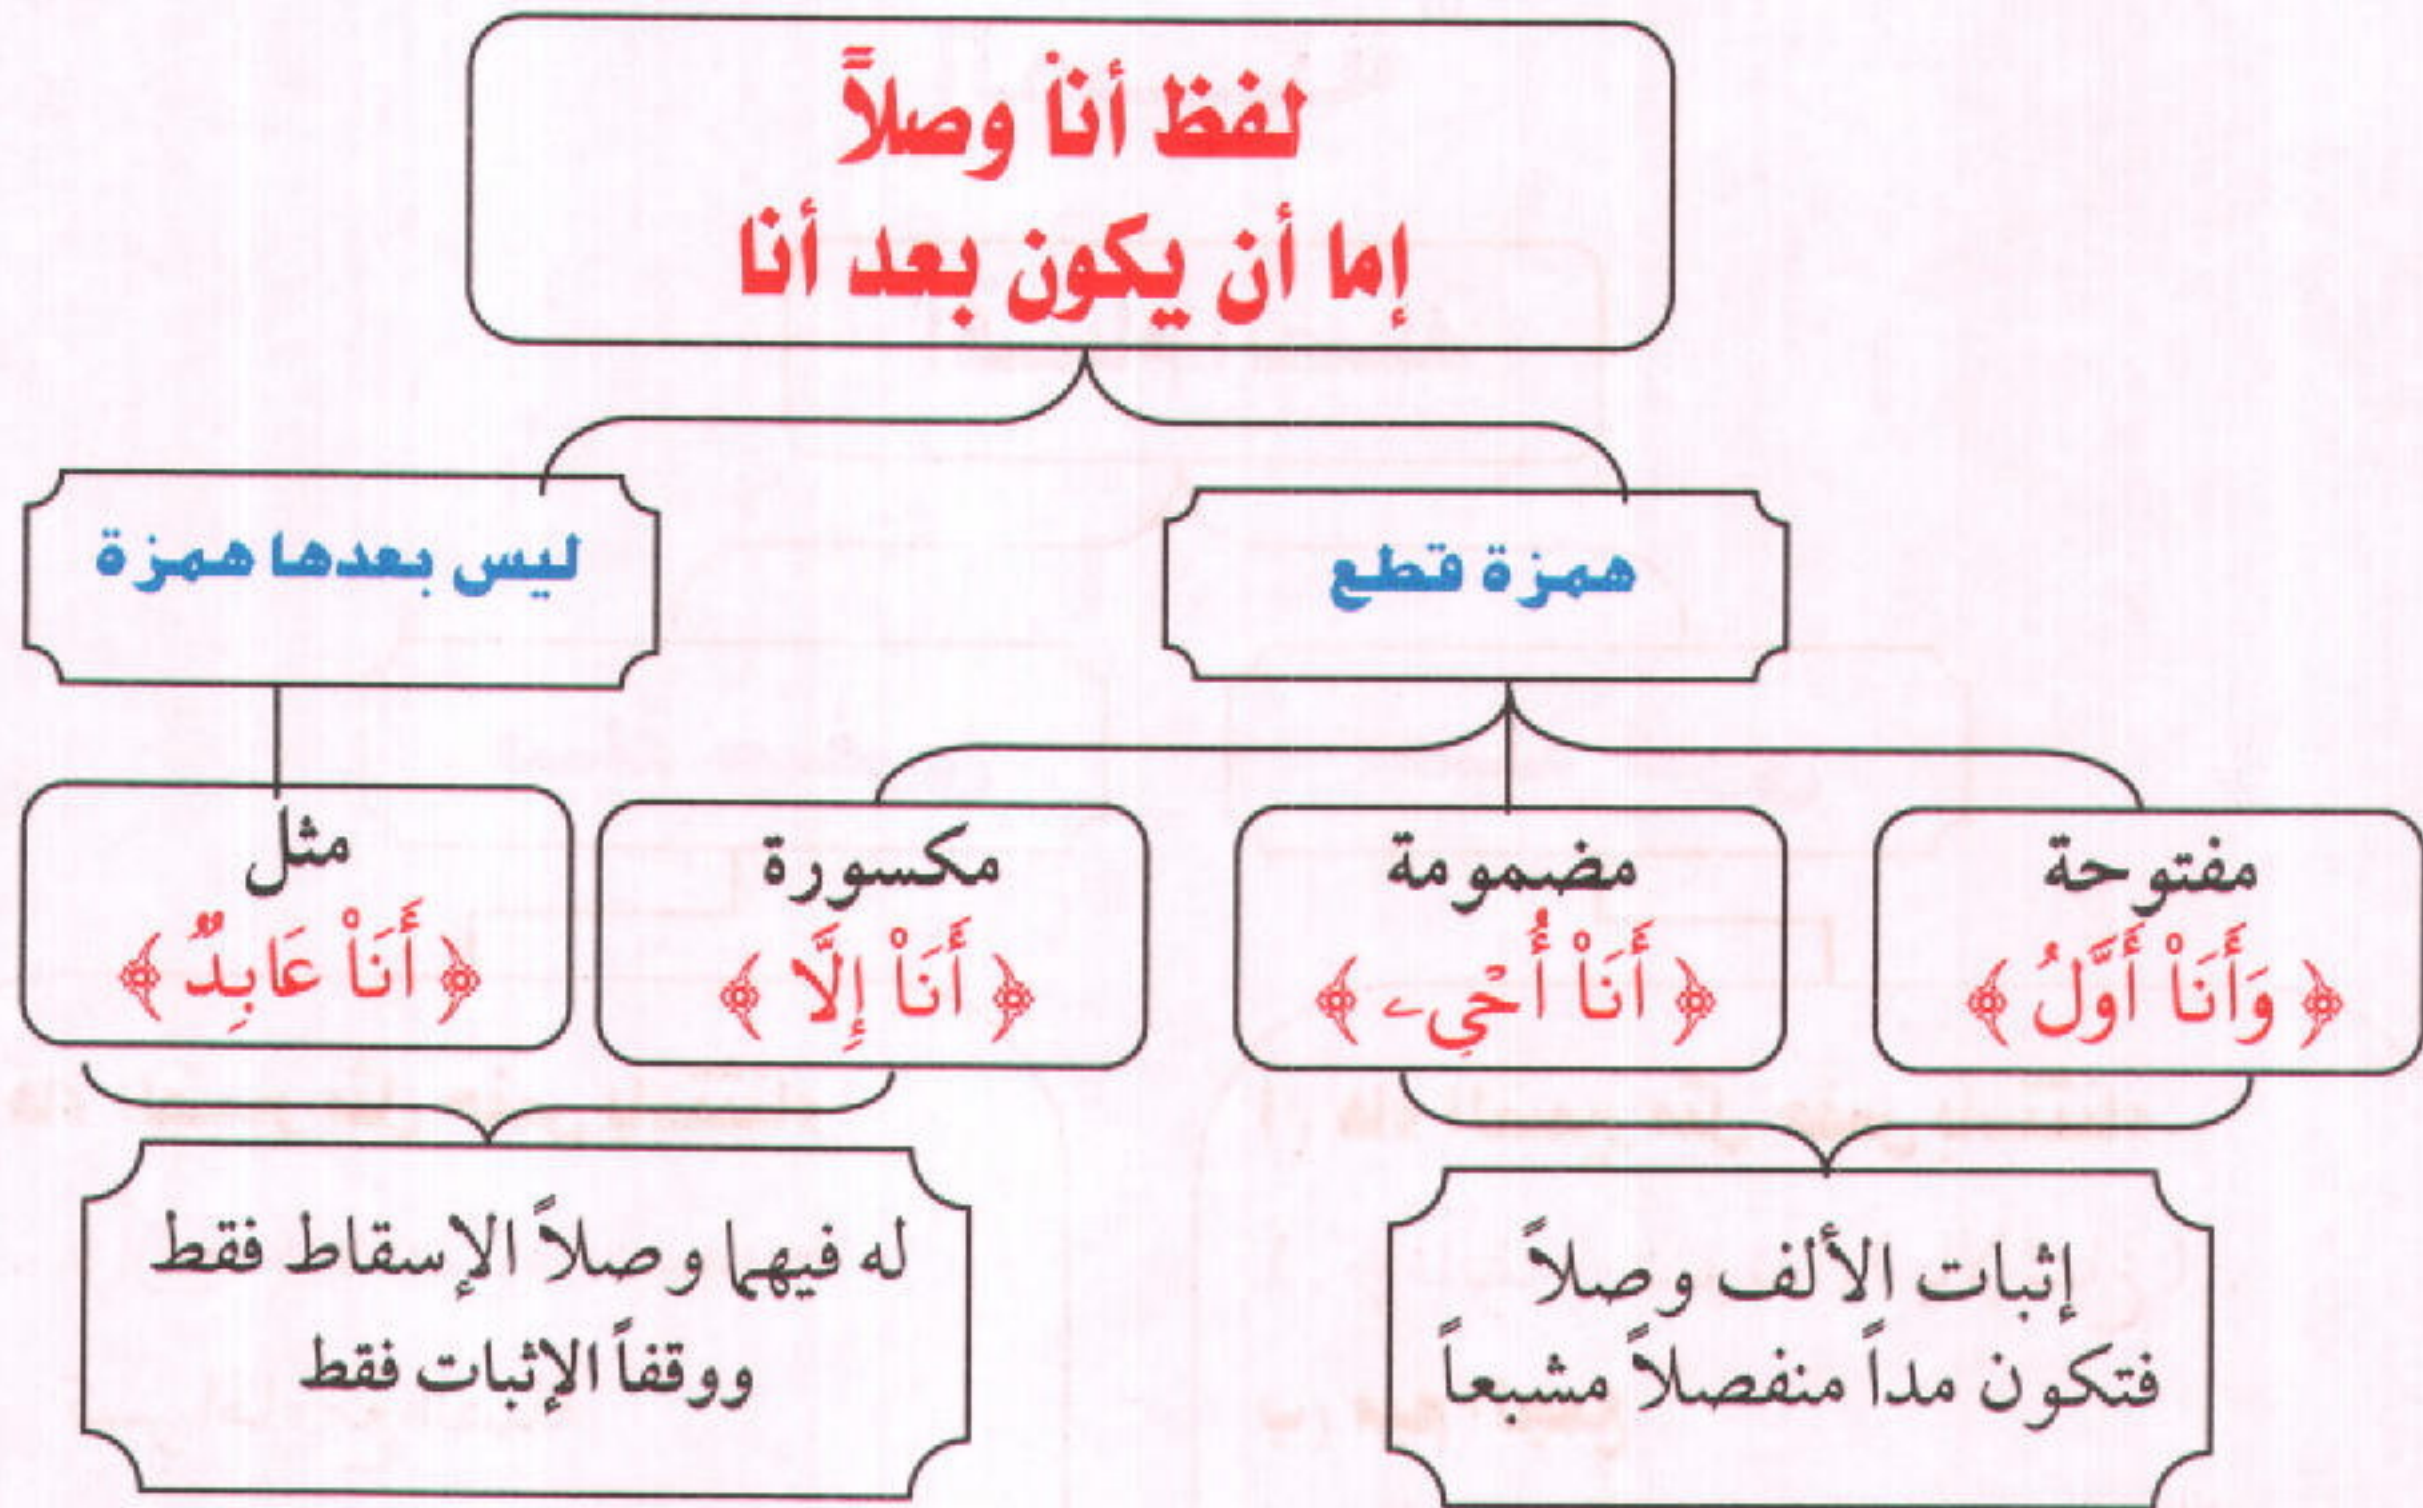 لفظ أناْ وصلاً
إما أن يكون بعد أنا
همزة قطع
ليس بعدها همزة
مفتوحة
﴿ وَأَنَا۠ أَوَّلُ ﴾
مضمومة
﴿ أَنَا۠ أُحْيِۦ ﴾
مكسورة
﴿ أَنَا۠ إِلَّا ﴾
مثل
﴿ أَنَا۠ عَابِدٌ ﴾
إثبات الألف وصلاً
فتكون مداً منفصلاً مشبعاً
له فيهما وصلاً الإسقاط فقط
ووقفاً الإثبات فقط